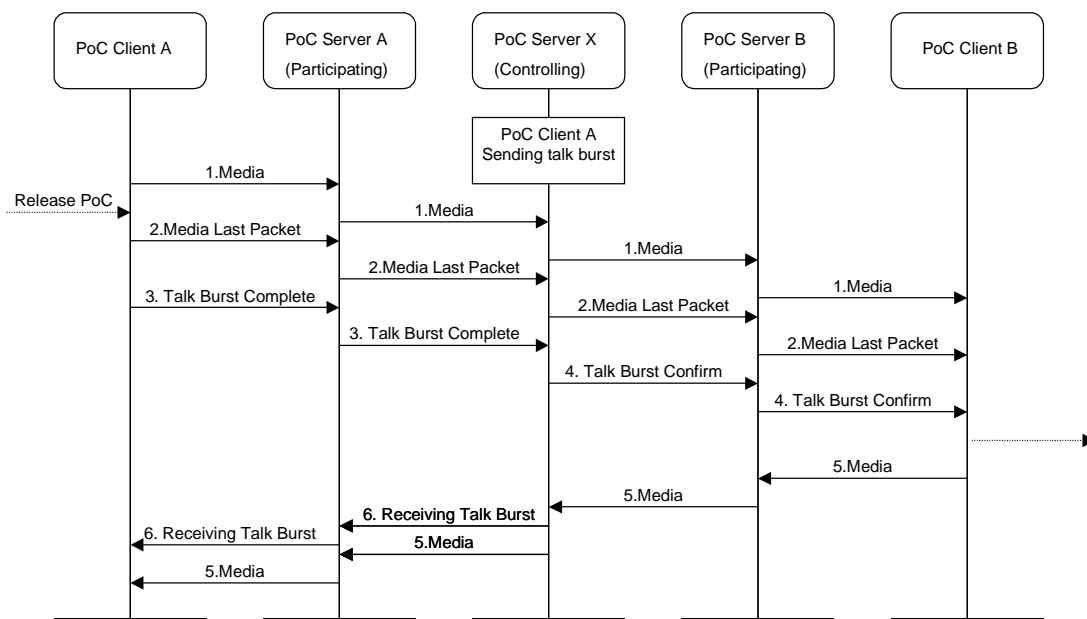 PoC Client A
PoC Server A
(Participating)
PoC Server X
(Controlling)
PoC Server B
(Participating)
PoC Client B
PoC Client A
Sending talk burst
1.Media
Release PoC
1.Media
2.Media Last Packet
1.Media
2.Media Last Packet
1.Media
3. Talk Burst Complete
2.Media Last Packet
3. Talk Burst Complete
2.Media Last Packet
4. Talk Burst Confirm
4. Talk Burst Confirm
5.Media
5.Media
6. Receiving Talk Burst
6. Receiving Talk Burst
5.Media
5.Media